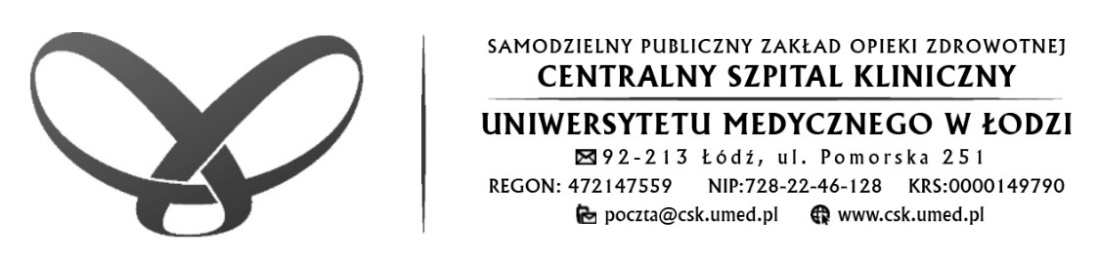 SAMODZIELNY PUBLICZNY ZAKŁAD OPIEKI ZDROWOTNEJ
CENTRALNY SZPITAL KLINICZNY
UNIWERSYTETU MEDYCZNEGO W ŁODZI
92-213 Łódź, ul. Pomorska 251
REGON: 472147559 NIP:728-22-46-128 KRS:0000149790
poczta@csk.umed.pl www.csk.umed.pl